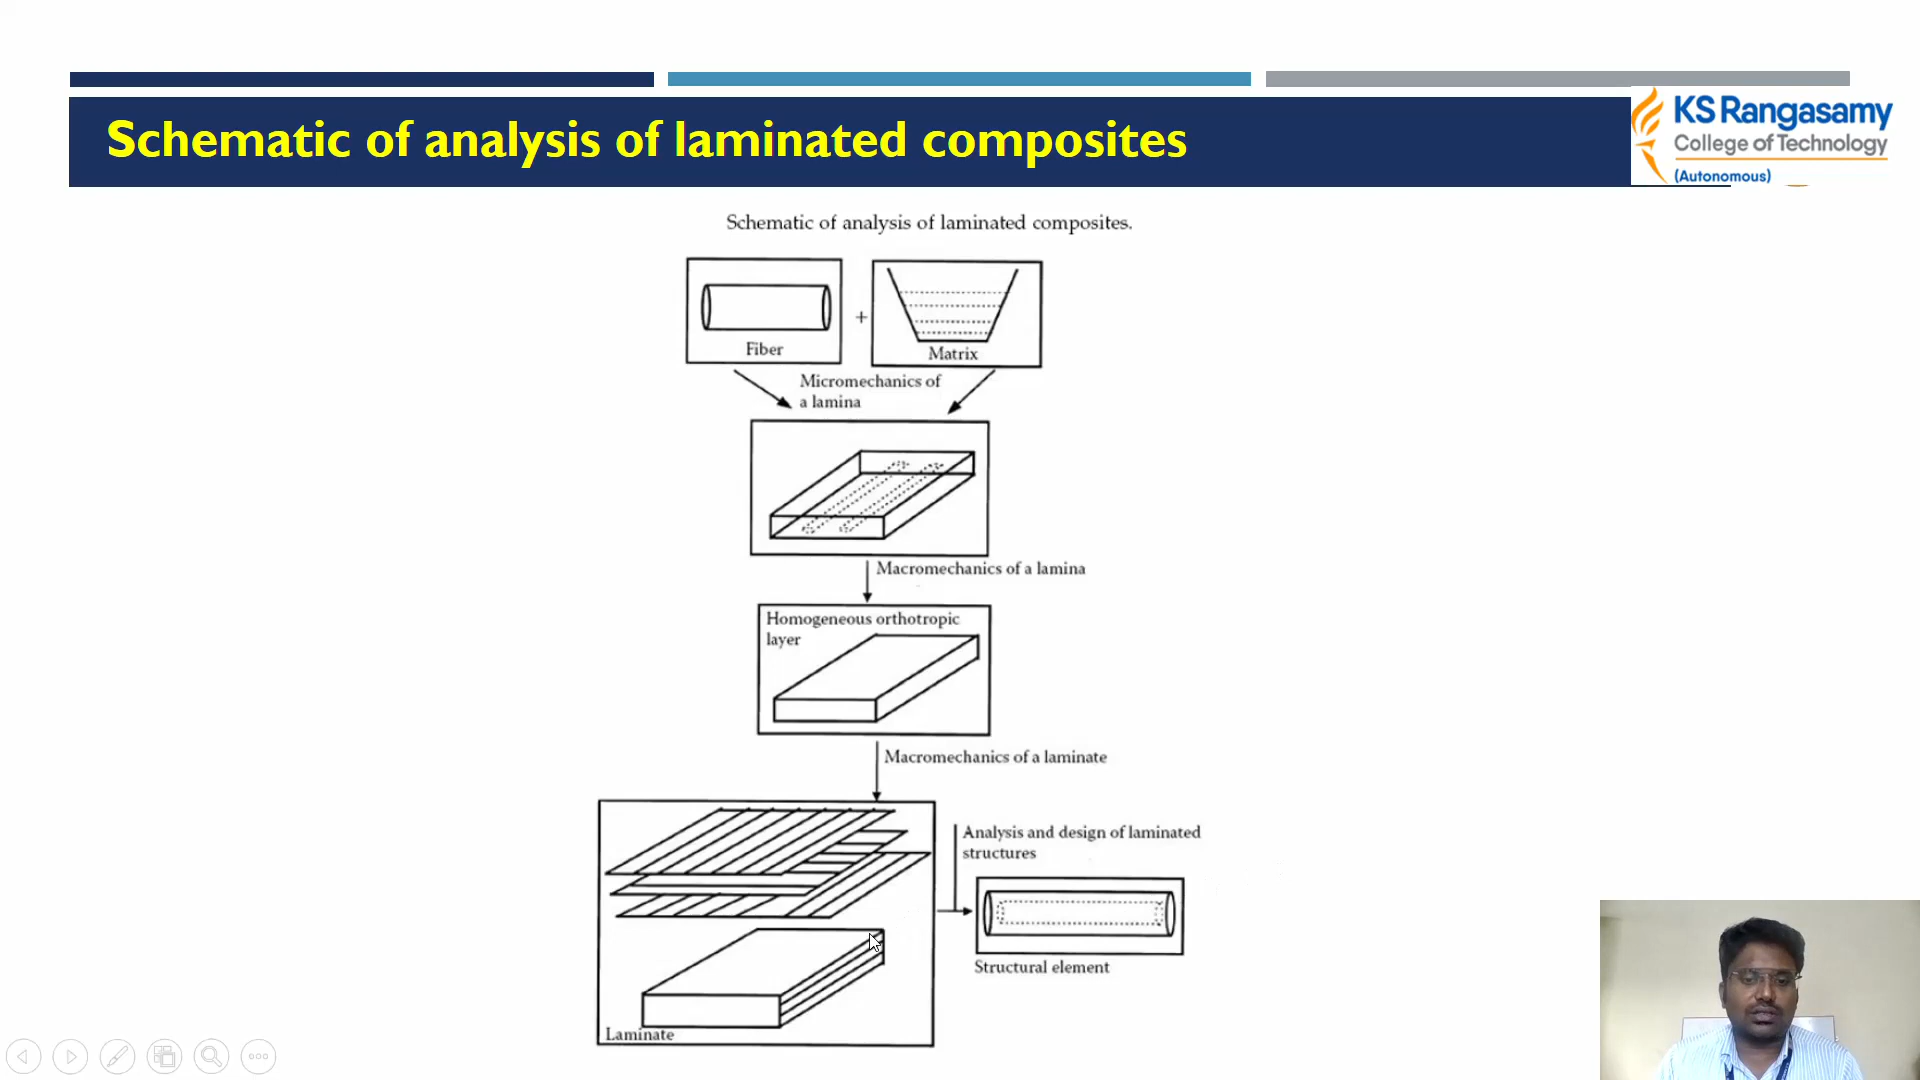 Schematic of analysis of laminated composites
KS Rangasamy
College of Technology
(Autonomous)
Schematic of analysis of laminated composites.
Fiber
+
Matrix
Micromechanics of
a lamina
Macromechanics of a lamina
Homogeneous orthotropic
layer
Macromechanics of a laminate
Analysis and design of laminated
structures
Structural element
Laminate